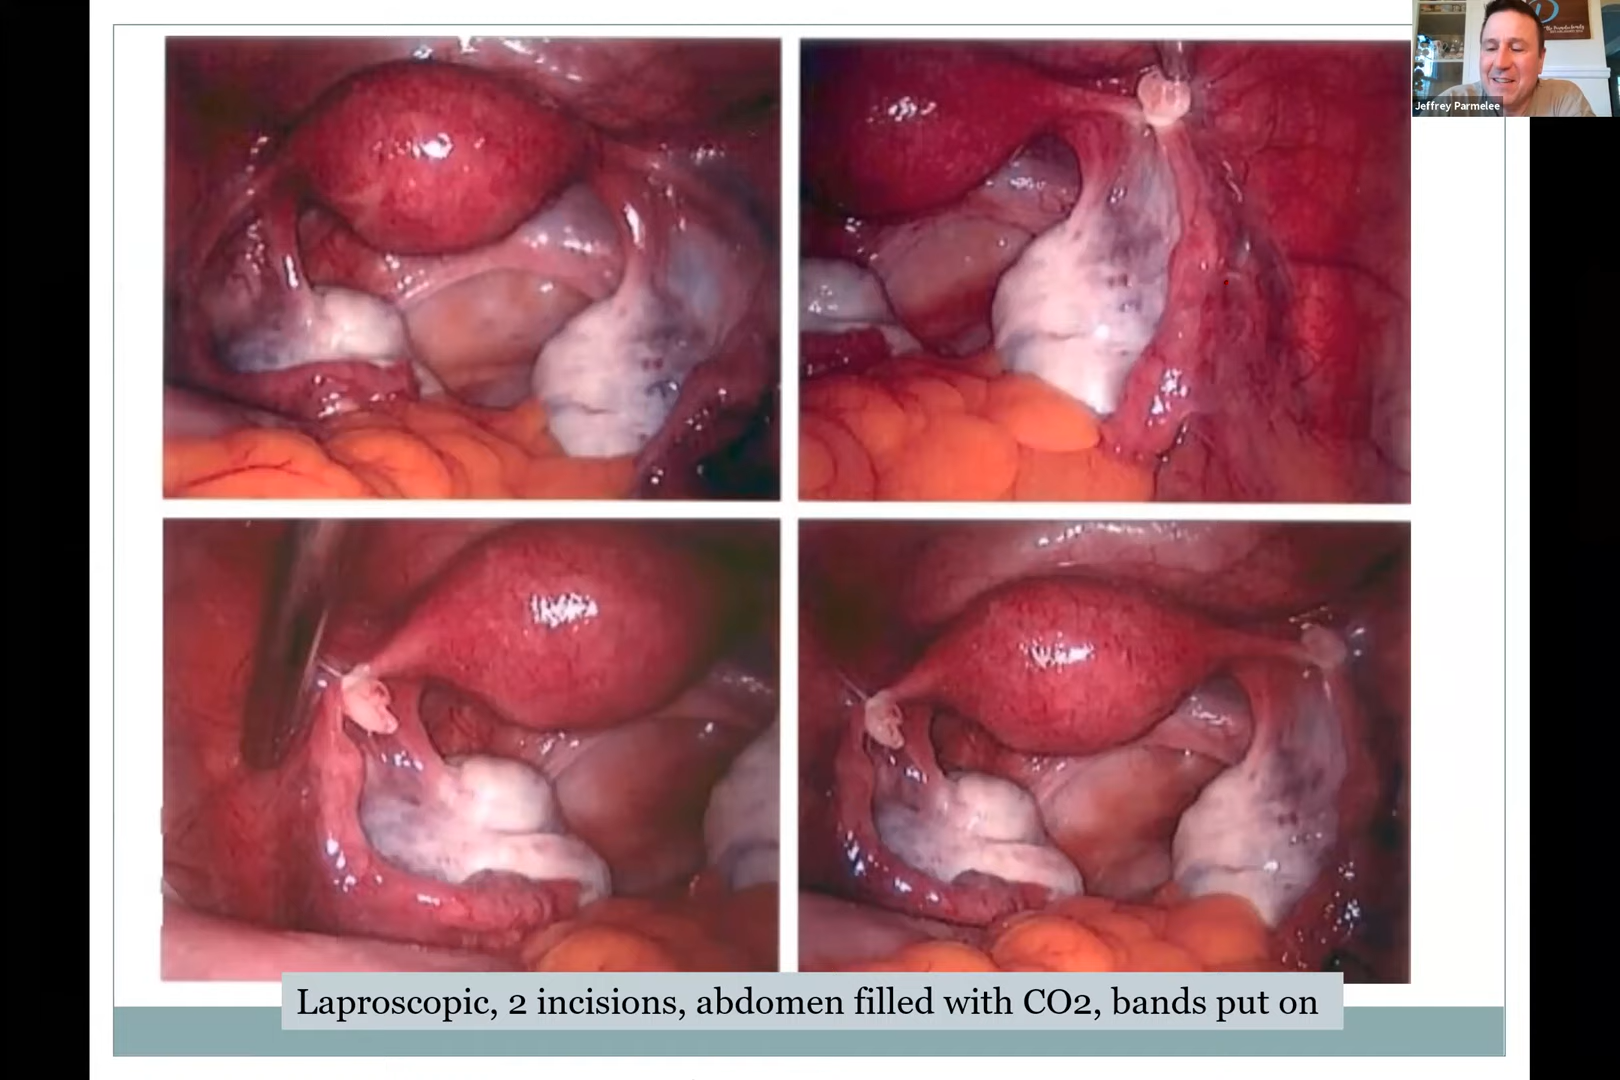 Jeffrey Parmelee
Laproscopic, 2 incisions, abdomen filled with CO2, bands put on